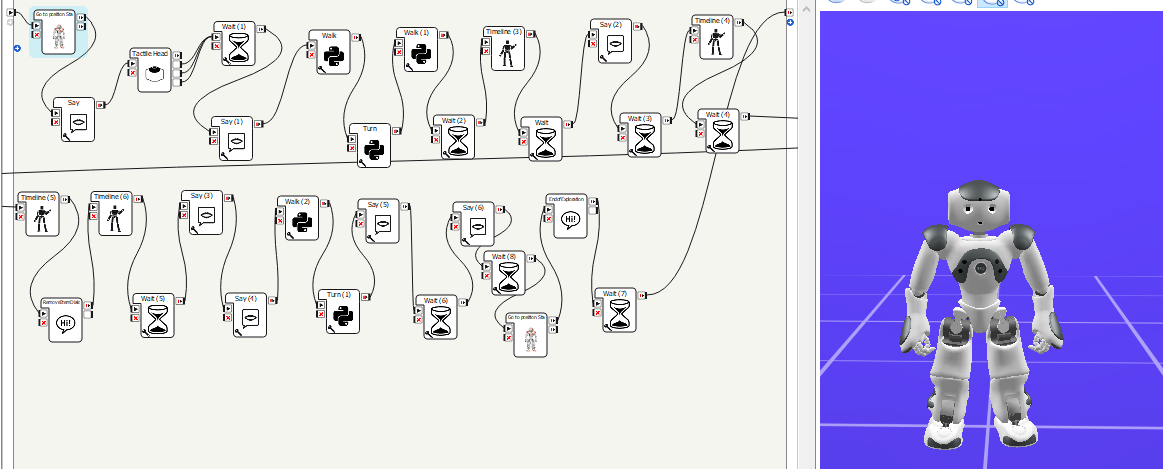 Go to position Sta
Wait (1)
Tactile Head
Say
Say (1)
Walk
Turn
Walk (1)
Wait (2)
Timeline (3)
Wait
Say (2)
Wait (3)
Timeline (4)
Wait (4)
Timeline (5)
Timeline (6)
Wait (5)
Say (3)
Say (4)
Walk (2)
Turn (1)
Say (5)
Wait (6)
Say (6)
Wait (8)
Go to position Sta
EndofExploration
Hi!
Wait (7)
Hi!